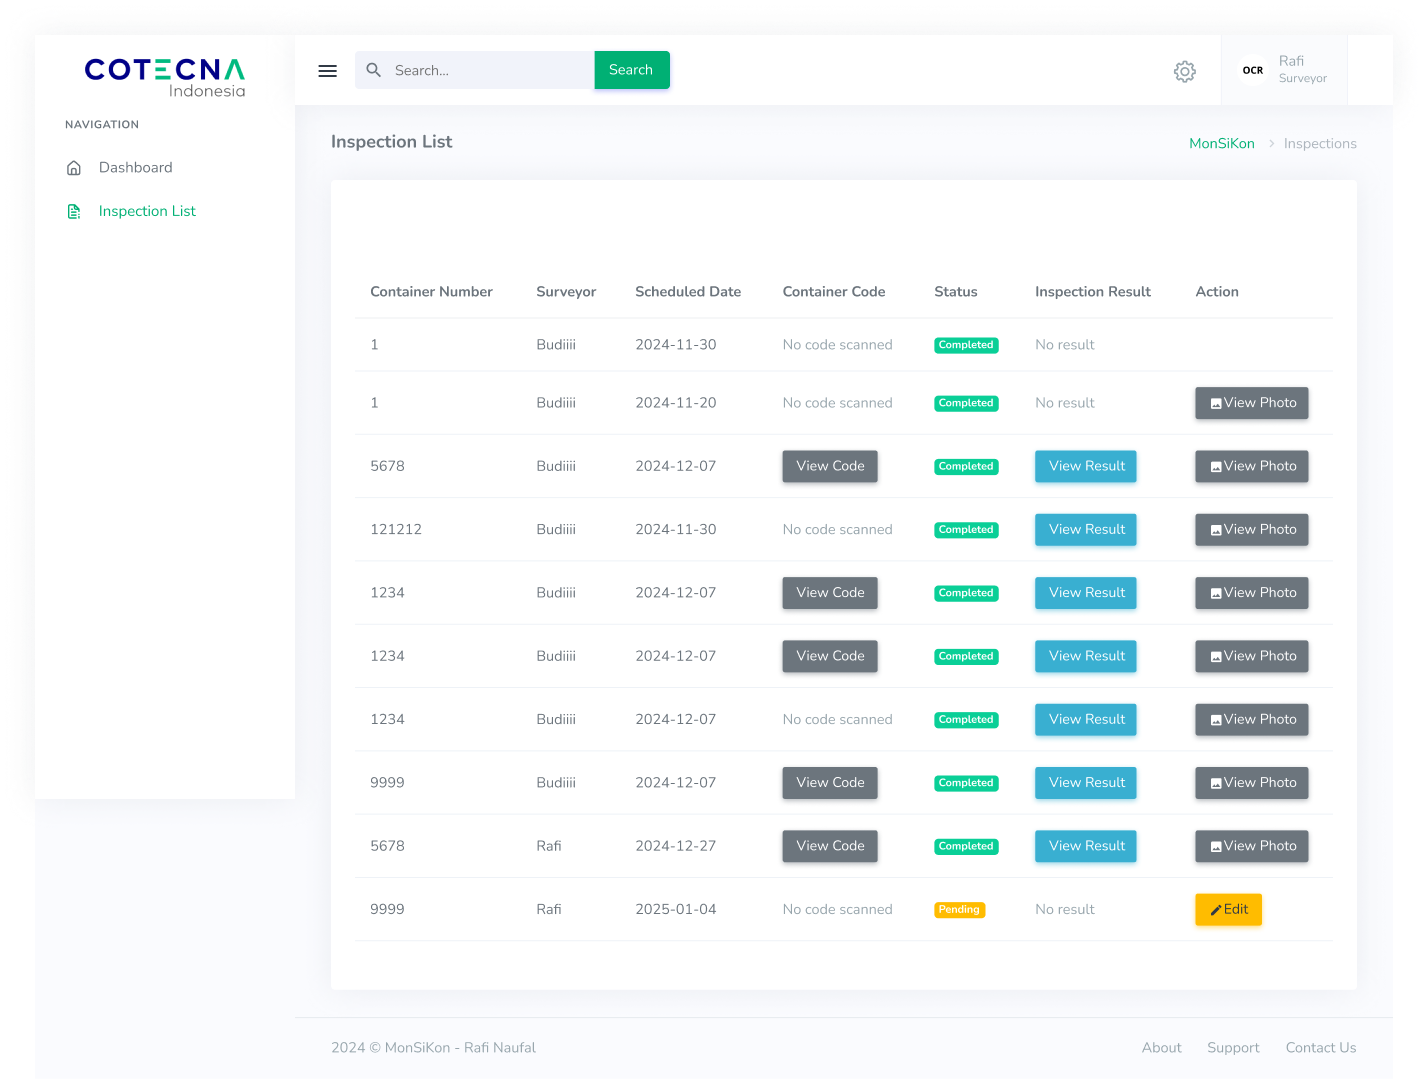 COTECNA
Indonesia
Search...
Search
OCR
Rafi
Surveyor
NAVIGATION
Dashboard
Inspection List
Inspection List
MonSiKon > Inspections
Container Number Surveyor Scheduled Date Container Code Status Inspection Result Action
1 Budiiii 2024-11-30 No code scanned Completed No result
1 Budiiii 2024-11-20 No code scanned Completed No result View Photo
5678 Budiiii 2024-12-07 View Code Completed View Result View Photo
121212 Budiiii 2024-11-30 No code scanned Completed View Result View Photo
1234 Budiiii 2024-12-07 View Code Completed View Result View Photo
1234 Budiiii 2024-12-07 View Code Completed View Result View Photo
1234 Budiiii 2024-12-07 No code scanned Completed View Result View Photo
9999 Budiiii 2024-12-07 View Code Completed View Result View Photo
5678 Rafi 2024-12-27 View Code Completed View Result View Photo
9999 Rafi 2025-01-04 No code scanned Pending No result Edit
2024 © MonSiKon - Rafi Naufal
About Support Contact Us